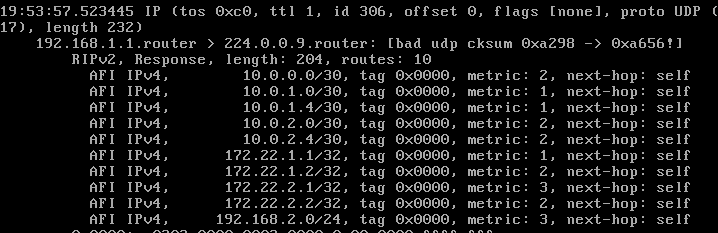 19:53:57.523445 IP (tos 0xc0, ttl 1, id 306, offset 0, flags [none], proto UDP (
17), length 232)
192.168.1.1.router > 224.0.0.9.router: [bad udp cksum 0xa298 -> 0xa656!]
RIPv2, Response, length: 204, routes: 10
AFI IPv4, 10.0.0.0/30, tag 0x0000, metric: 2, next-hop: self
AFI IPv4, 10.0.1.0/30, tag 0x0000, metric: 1, next-hop: self
AFI IPv4, 10.0.1.4/30, tag 0x0000, metric: 1, next-hop: self
AFI IPv4, 10.0.2.0/30, tag 0x0000, metric: 2, next-hop: self
AFI IPv4, 10.0.2.4/30, tag 0x0000, metric: 2, next-hop: self
AFI IPv4, 172.22.1.1/32, tag 0x0000, metric: 1, next-hop: self
AFI IPv4, 172.22.1.2/32, tag 0x0000, metric: 2, next-hop: self
AFI IPv4, 172.22.2.1/32, tag 0x0000, metric: 3, next-hop: self
AFI IPv4, 172.22.2.2/32, tag 0x0000, metric: 2, next-hop: self
AFI IPv4, 192.168.2.0/24, tag 0x0000, metric: 3, next-hop: self